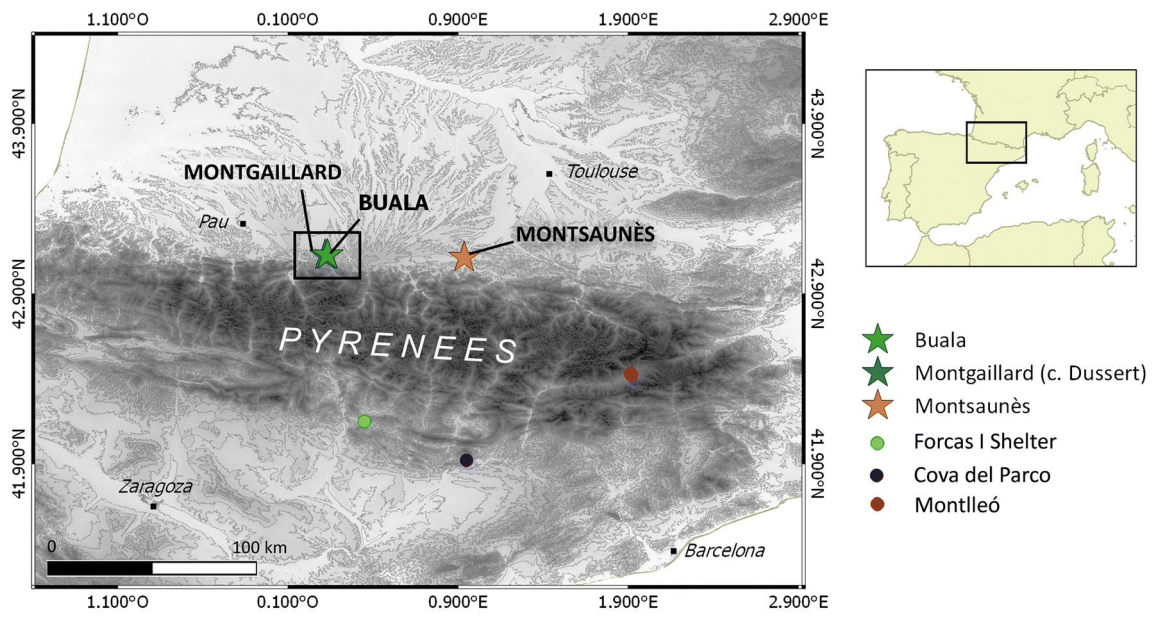 1.100°O 0.100°O 0.900°E 1.900°E 2.900°E
43.900°N
43.900°N
MONTGAILLARD
Toulouse
BUALA
Pau
MONTSAUNÈS
42.900°N
42.900°N
PYRENEES
Buala
Montgaillard (c. Dussert)
Montsaunès
Forcas I Shelter
Cova del Parco
Montlleó
41.900°N
41.900°N
Zaragoza
0 100 km
Barcelona
1.100°O 0.100°O 0.900°E 1.900°E 2.900°E